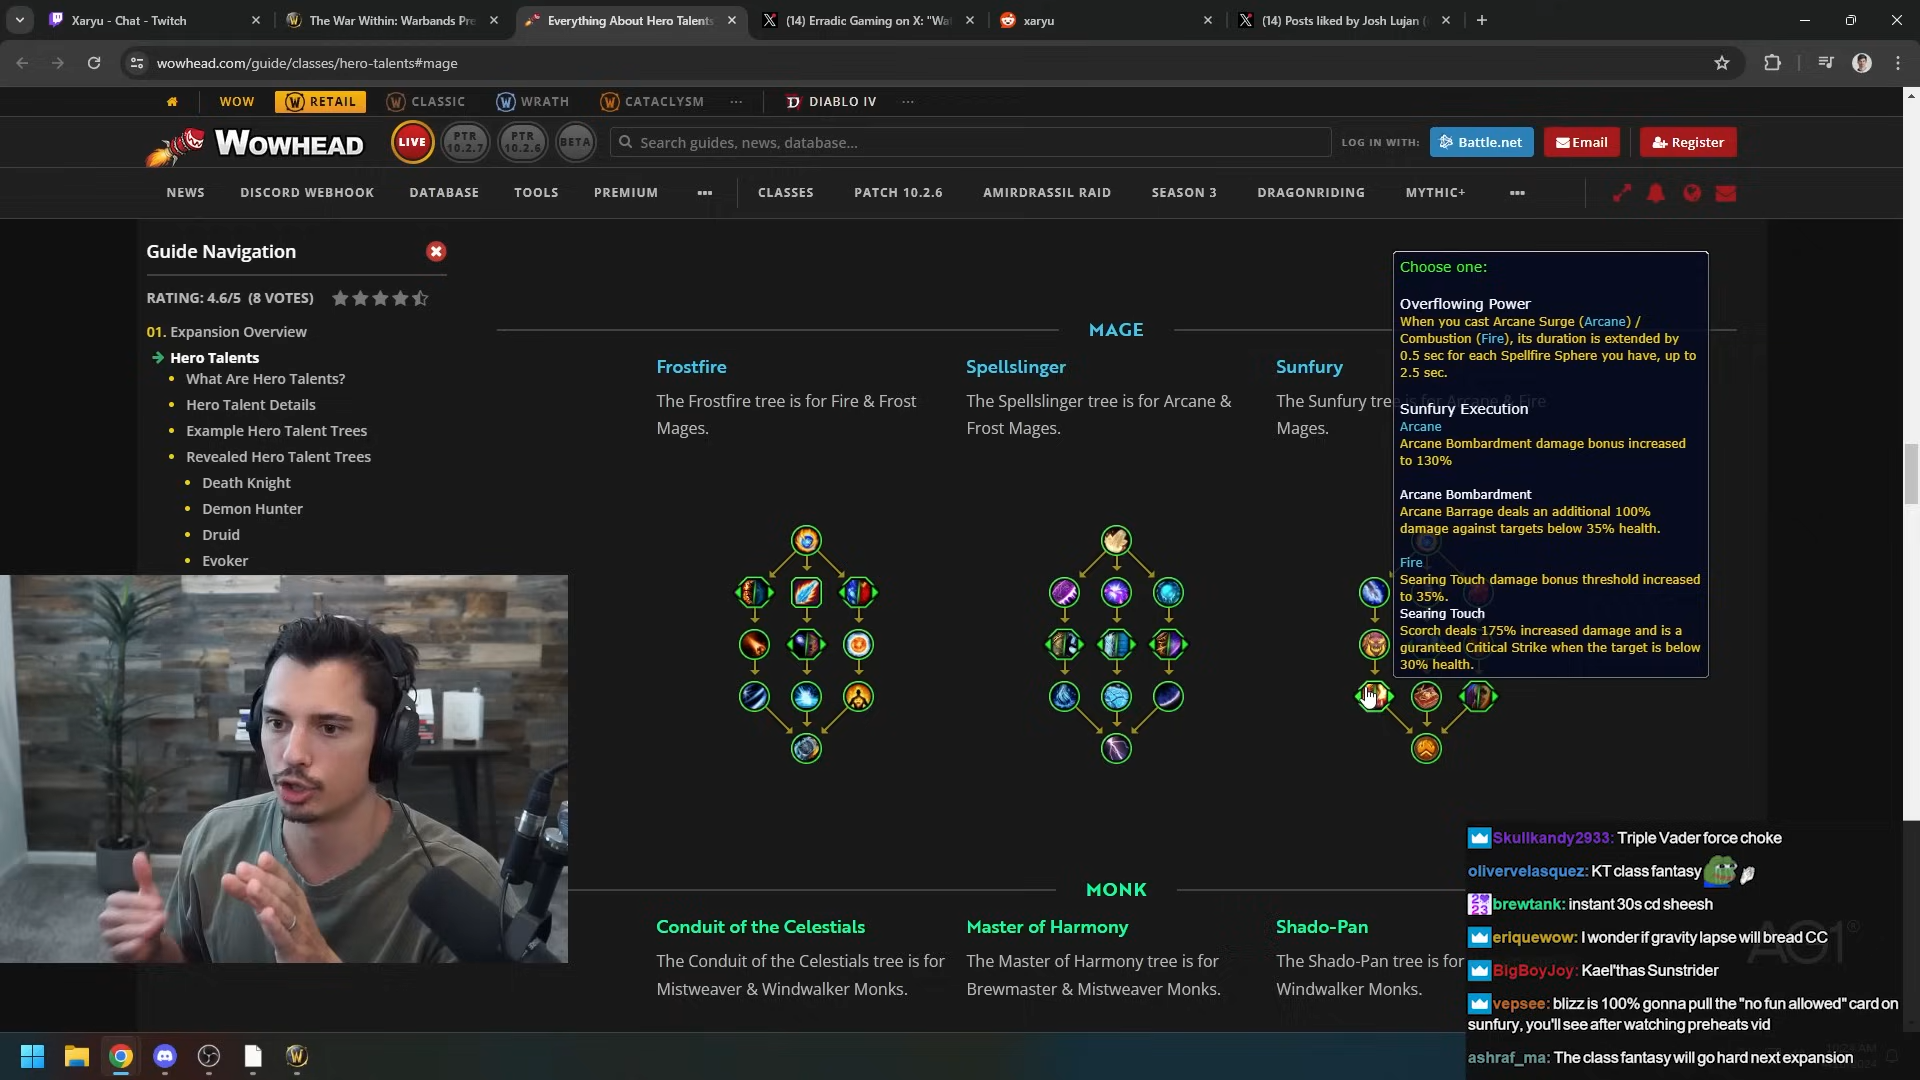 Xaryu - Chat - Twitch
The War Within: Warbands Pre
Everything About Hero Talents
(14) Erradic Gaming on X: "Wa
xaryu
(14) Posts liked by Josh Lujan (
wowhead.com/guide/classes/hero-talents#mage
WOW
RETAIL
CLASSIC
WRATH
CATACLYSM
DIABLO IV
WOWHEAD
LIVE
PTR
10.2.7
PTR
10.2.6
BETA
Search guides, news, database...
LOG IN WITH:
Battle.net
Email
Register
NEWS
DISCORD WEBHOOK
DATABASE
TOOLS
PREMIUM
CLASSES
PATCH 10.2.6
AMIRDRASSIL RAID
SEASON 3
DRAGONRIDING
MYTHIC+
Guide Navigation
RATING: 4.6/5 (8 VOTES)
01. Expansion Overview
Hero Talents
What Are Hero Talents?
Hero Talent Details
Example Hero Talent Trees
Revealed Hero Talent Trees
Death Knight
Demon Hunter
Druid
Evoker
MAGE
Frostfire
The Frostfire tree is for Fire & Frost
Mages.
Spellslinger
The Spellslinger tree is for Arcane &
Frost Mages.
Sunfury
The Sunfury tree is for Arcane & Fire
Mages.
Choose one:
Overflowing Power
When you cast Arcane Surge (Arcane) /
Combustion (Fire), its duration is extended by
0.5 sec for each Spellfire Sphere you have, up to
2.5 sec.
Sunfury Execution
Arcane
Arcane Bombardment damage bonus increased
to 130%
Arcane Bombardment
Arcane Barrage deals an additional 100%
damage against targets below 35% health.
Fire
Searing Touch damage bonus threshold increased
to 35%.
Searing Touch
Scorch deals 175% increased damage and is a
guranteed Critical Strike when the target is below
30% health.
MONK
Conduit of the Celestials
The Conduit of the Celestials tree is for
Mistweaver & Windwalker Monks.
Master of Harmony
The Master of Harmony tree is for
Brewmaster & Mistweaver Monks.
Shado-Pan
The Shado-Pan tree is for
Windwalker Monks.
Skullkandy2933: Triple Vader force choke
olivervelasquez: KT class fantasy
brewtank: instant 30s cd sheesh
eriquewow: I wonder if gravity lapse will bread CC
BigBoyJoy: Kael'thas Sunstrider
vepsee: blizz is 100% gonna pull the "no fun allowed" card on
sunfury, you'll see after watching preheats vid
ashraf_ma: The class fantasy will go hard next expansion
AG1